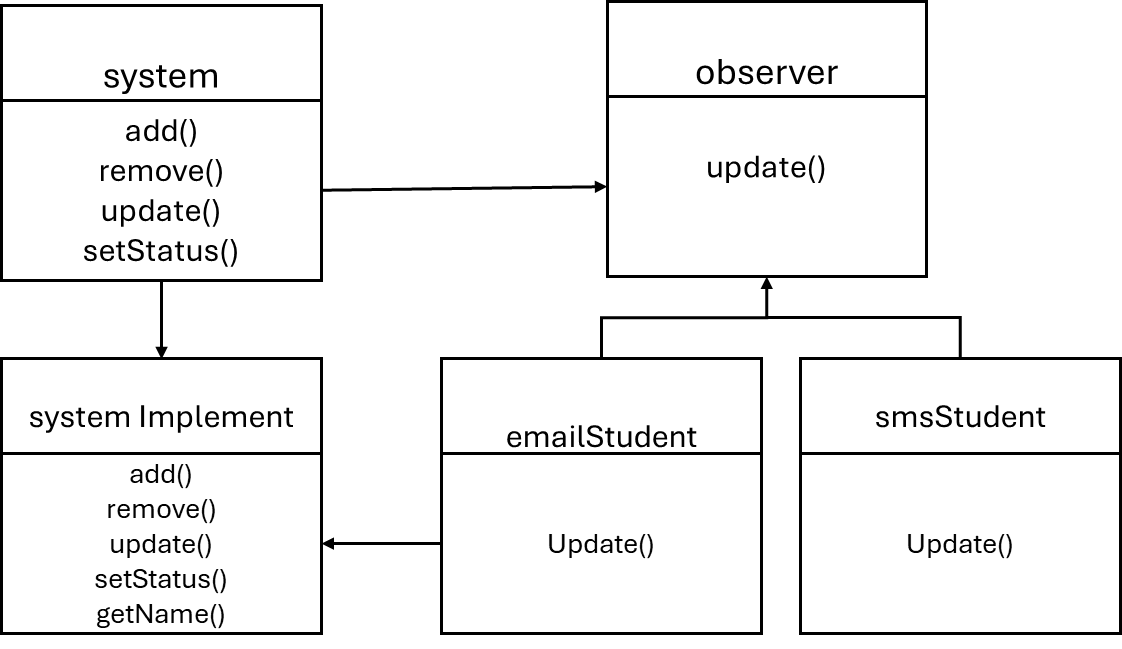 system
add()
remove()
update()
setStatus()
observer
update()
system Implement
add()
remove()
update()
setStatus()
getName()
emailStudent
Update()
smsStudent
Update()